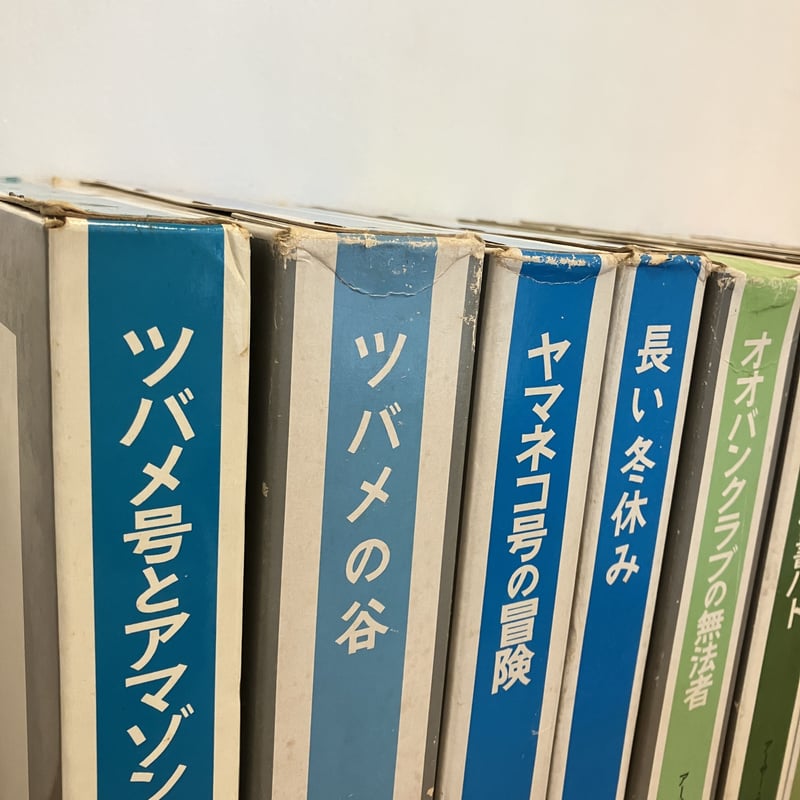 ツバメ号とアマゾン
ツバメの谷
ヤマネコ号の冒険
長い冬休み
オオバンクラブの無法者